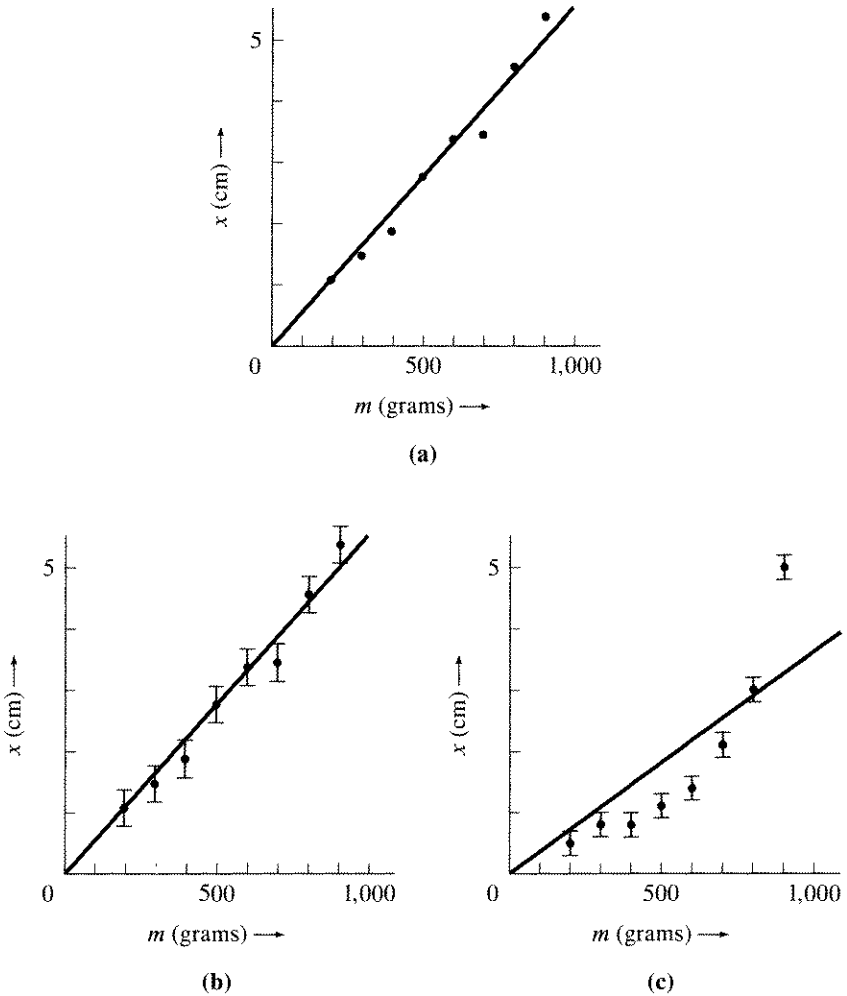 5
x (cm) →
0 500 1,000
m (grams) →
(a)
5
x (cm) →
0 500 1,000
m (grams) →
(b)
5
x (cm) →
0 500 1,000
m (grams) →
(c)